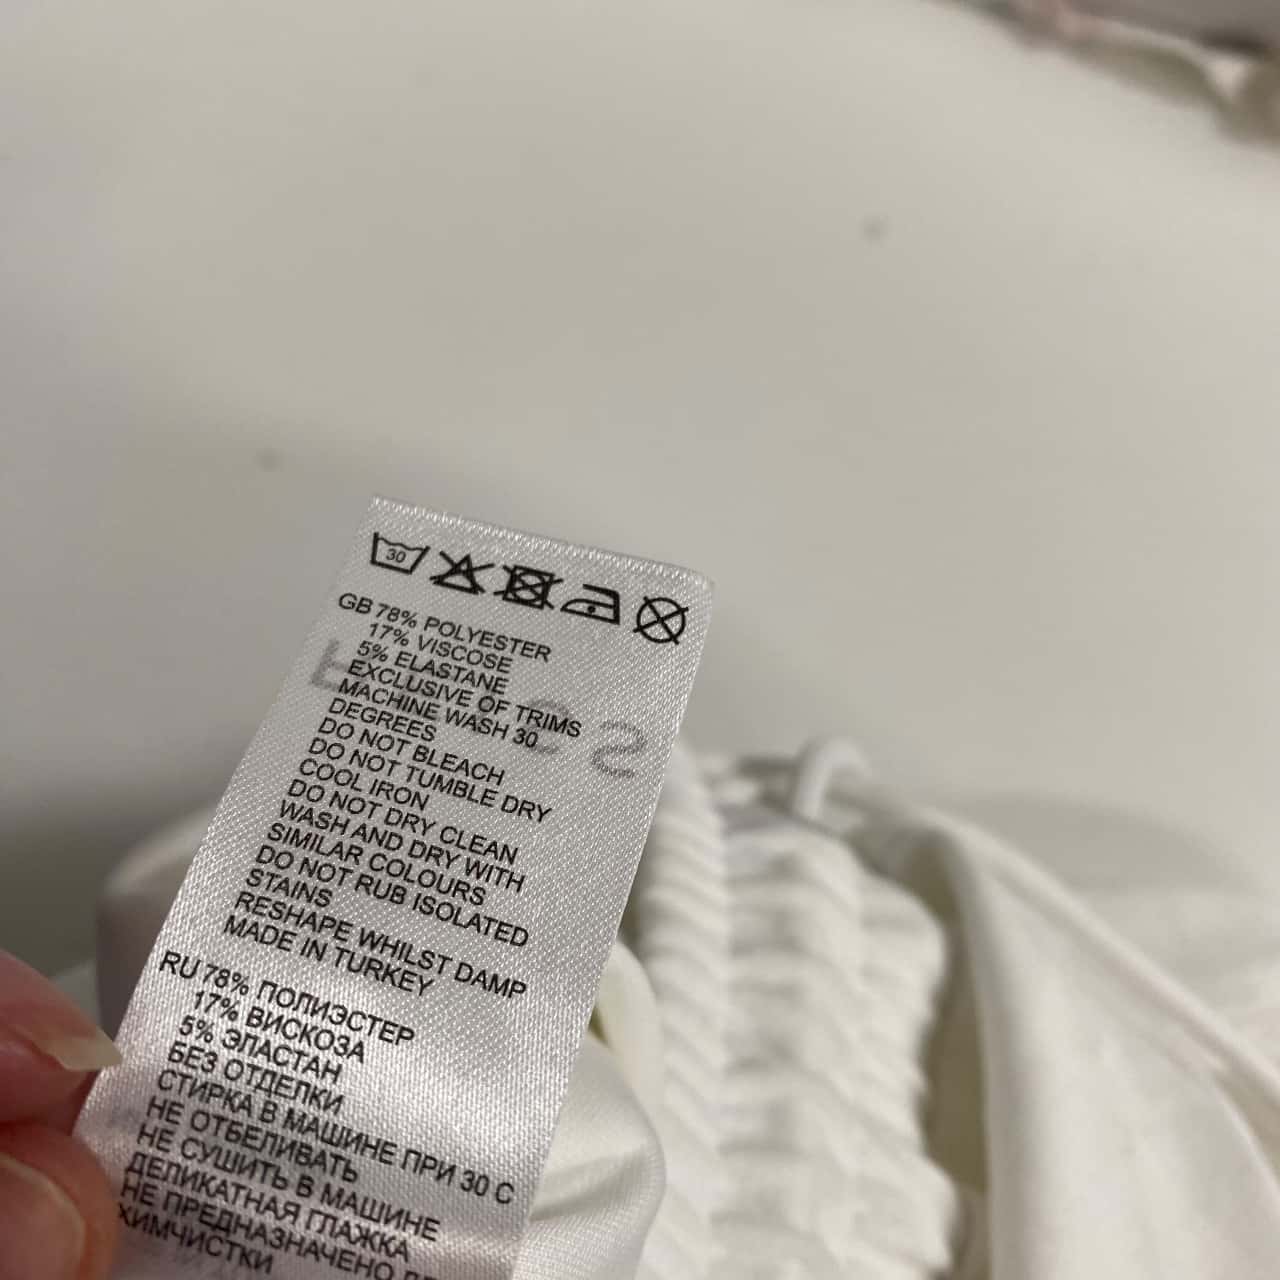 30
GB 78% POLYESTER
17% VISCOSE
5% ELASTANE
EXCLUSIVE OF TRIMS
MACHINE WASH 30
DEGREES
DO NOT BLEACH
DO NOT TUMBLE DRY
COOL IRON
DO NOT DRY CLEAN
WASH AND DRY WITH
SIMILAR COLOURS
DO NOT RUB ISOLATED
STAINS
RESHAPE WHILST DAMP
MADE IN TURKEY
RU 78% ПОЛИЭСТЕР
17% ВИСКОЗА
5% ЭЛАСТАН
БЕЗ ОТДЕЛКИ
СТИРКА В МАШИНЕ ПРИ 30 C
НЕ ОТБЕЛИВАТЬ
НЕ СУШИТЬ В МАШИНЕ
ДЕЛИКАТНАЯ ГЛАЖКА
НЕ ПРЕДНАЗНАЧЕНО
ХИМЧИСТКИ